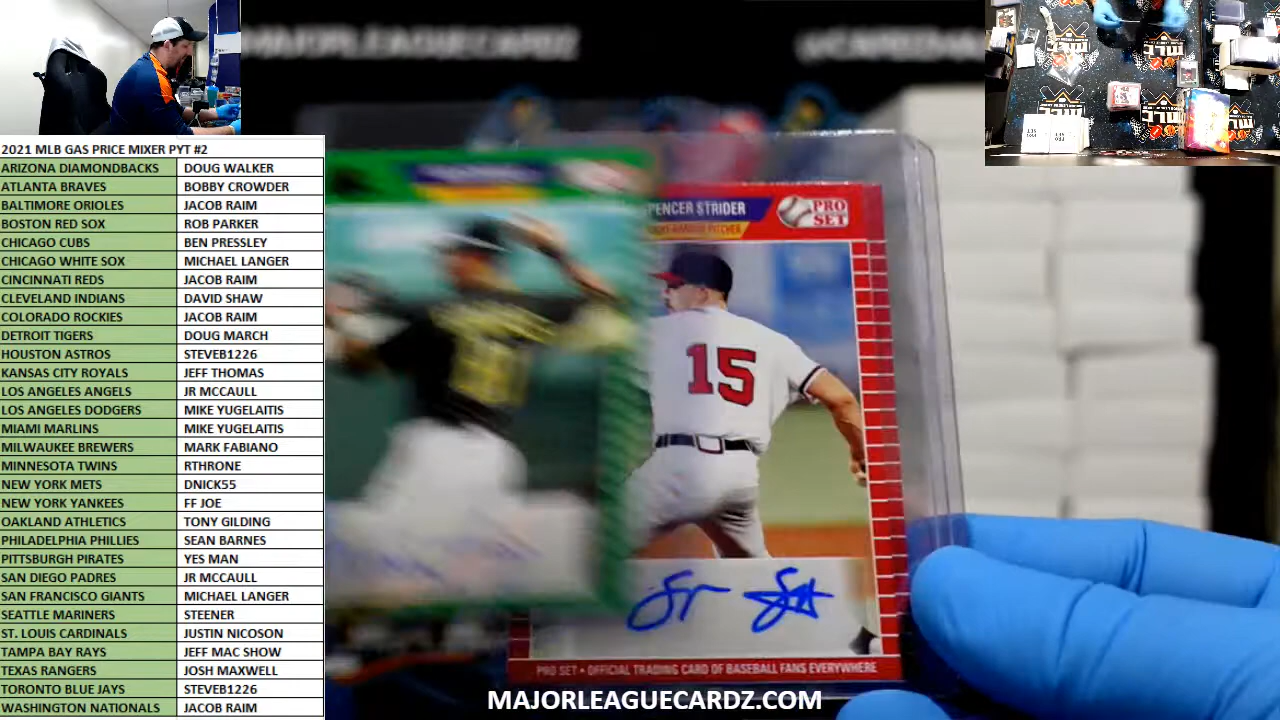 MAJORLEAGUECARDZ
2021 MLB GAS PRICE MIXER PYT #2
ARIZONA DIAMONDBACKS DOUG WALKER
ATLANTA BRAVES BOBBY CROWDER
BALTIMORE ORIOLES JACOB RAIM
BOSTON RED SOX ROB PARKER
CHICAGO CUBS BEN PRESSLEY
CHICAGO WHITE SOX MICHAEL LANGER
CINCINNATI REDS JACOB RAIM
CLEVELAND INDIANS DAVID SHAW
COLORADO ROCKIES JACOB RAIM
DETROIT TIGERS DOUG MARCH
HOUSTON ASTROS STEVEB1226
KANSAS CITY ROYALS JEFF THOMAS
LOS ANGELES ANGELS JR MCCAULL
LOS ANGELES DODGERS MIKE YUGELAITIS
MIAMI MARLINS MIKE YUGELAITIS
MILWAUKEE BREWERS MARK FABIANO
MINNESOTA TWINS RTHRONE
NEW YORK METS DNICK55
NEW YORK YANKEES FF JOE
OAKLAND ATHLETICS TONY GILDING
PHILADELPHIA PHILLIES SEAN BARNES
PITTSBURGH PIRATES YES MAN
SAN DIEGO PADRES JR MCCAULL
SAN FRANCISCO GIANTS MICHAEL LANGER
SEATTLE MARINERS STEENER
ST. LOUIS CARDINALS JUSTIN NICOSON
TAMPA BAY RAYS JEFF MAC SHOW
TEXAS RANGERS JOSH MAXWELL
TORONTO BLUE JAYS STEVEB1226
WASHINGTON NATIONALS JACOB RAIM
PENCER STRIDER
PRO
SET
PITCHER
15
PRO SET • OFFICIAL TRADING CARD OF BASEBALL FANS EVERYWHERE
MAJORLEAGUECARDZ.COM